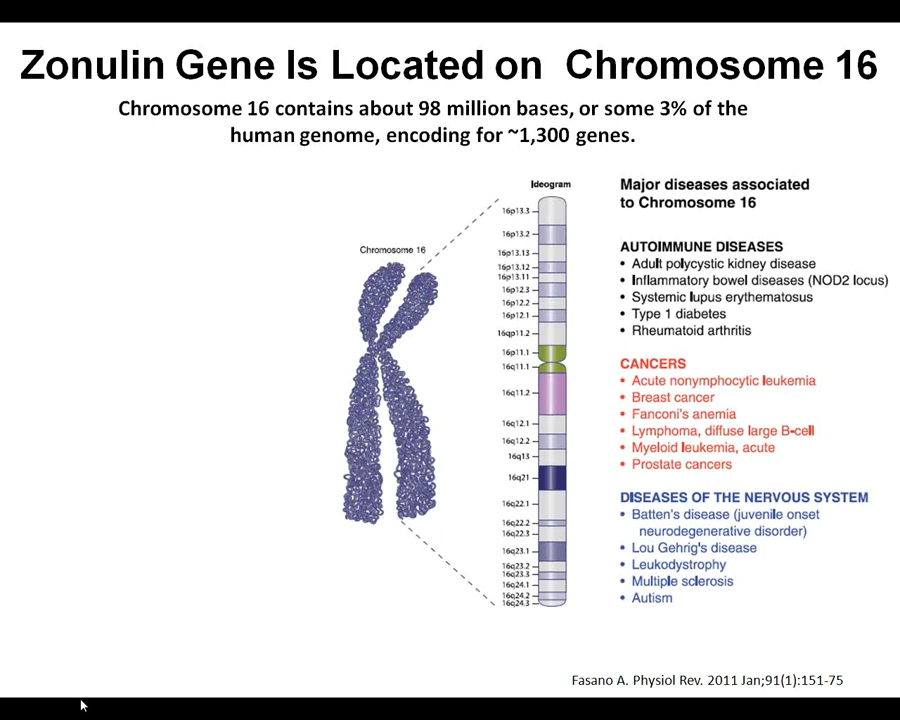 Zonulin Gene Is Located on Chromosome 16
Chromosome 16 contains about 98 million bases, or some 3% of the
human genome, encoding for ~1,300 genes.
Chromosome 16
Ideogram
16p13.3
16p13.2
16p13.13
16p13.12
16p13.11
16p12.3
16p12.2
16p12.1
16qp11.2
16p11.1
16q11.1
16q11.2
16q12.1
16q12.2
16q13
16q21
16q22.1
16q22.2
16q22.3
16q23.1
16q23.2
16q23.3
16q24.1
16q24.2
16q24.3
Major diseases associated
to Chromosome 16
AUTOIMMUNE DISEASES
• Adult polycystic kidney disease
• Inflammatory bowel diseases (NOD2 locus)
• Systemic lupus erythematosus
• Type 1 diabetes
• Rheumatoid arthritis
CANCERS
• Acute nonymphocytic leukemia
• Breast cancer
• Fanconi's anemia
• Lymphoma, diffuse large B-cell
• Myeloid leukemia, acute
• Prostate cancers
DISEASES OF THE NERVOUS SYSTEM
• Batten's disease (juvenile onset
neurodegenerative disorder)
• Lou Gehrig's disease
• Leukodystrophy
• Multiple sclerosis
• Autism
Fasano A. Physiol Rev. 2011 Jan;91(1):151-75